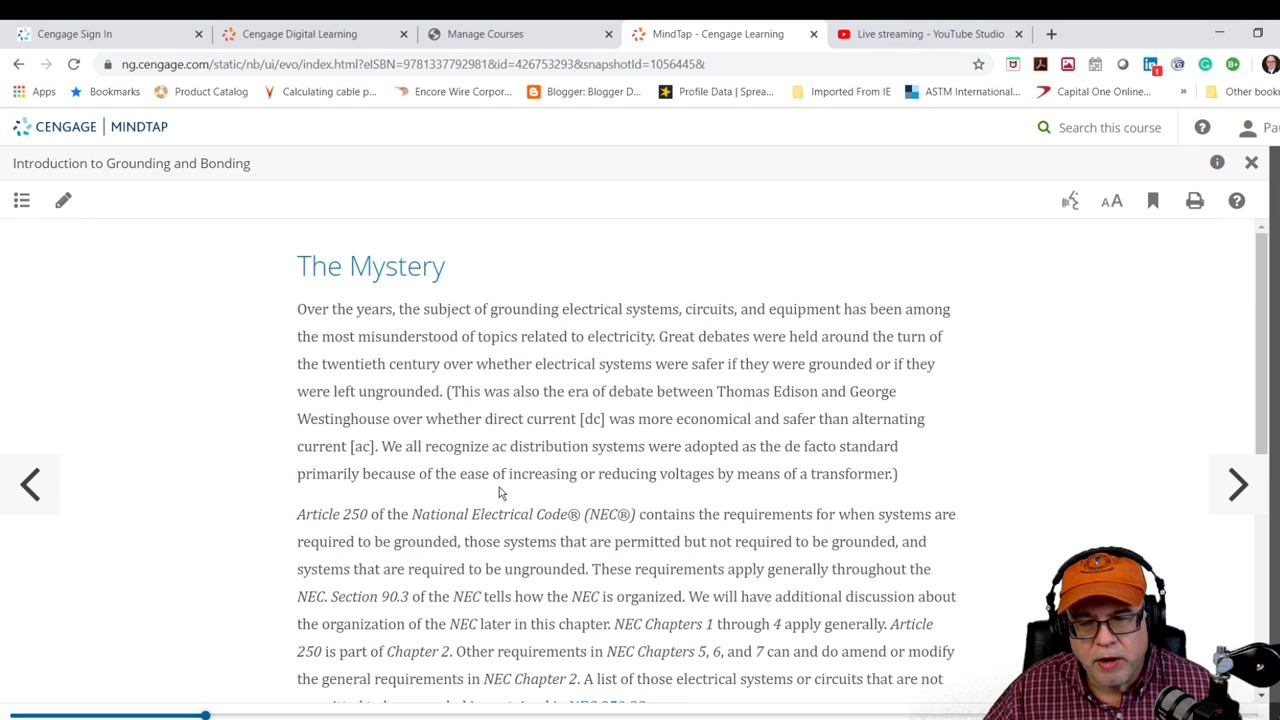 Cengage Sign In
Cengage Digital Learning
Manage Courses
MindTap - Cengage Learning
Live streaming - YouTube Studio
ng.cengage.com/static/nb/ui/evo/index.html?eISBN=9781337792981&id=426753293&snapshotId=1056445&
1
Apps
Bookmarks
Product Catalog
Calculating cable p...
Encore Wire Corpor...
Blogger: Blogger D...
Profile Data | Sprea...
Imported From IE
ASTM International...
Capital One Online...
»
Other book
CENGAGE | MINDTAP
Search this course
Pau
Introduction to Grounding and Bonding
AA
The Mystery
Over the years, the subject of grounding electrical systems, circuits, and equipment has been among
the most misunderstood of topics related to electricity. Great debates were held around the turn of
the twentieth century over whether electrical systems were safer if they were grounded or if they
were left ungrounded. (This was also the era of debate between Thomas Edison and George
Westinghouse over whether direct current [dc] was more economical and safer than alternating
current [ac]. We all recognize ac distribution systems were adopted as the de facto standard
primarily because of the ease of increasing or reducing voltages by means of a transformer.)
Article 250 of the National Electrical Code® (NEC®) contains the requirements for when systems are
required to be grounded, those systems that are permitted but not required to be grounded, and
systems that are required to be ungrounded. These requirements apply generally throughout the
NEC. Section 90.3 of the NEC tells how the NEC is organized. We will have additional discussion about
the organization of the NEC later in this chapter. NEC Chapters 1 through 4 apply generally. Article
250 is part of Chapter 2. Other requirements in NEC Chapters 5, 6, and 7 can and do amend or modify
the general requirements in NEC Chapter 2. A list of those electrical systems or circuits that are not